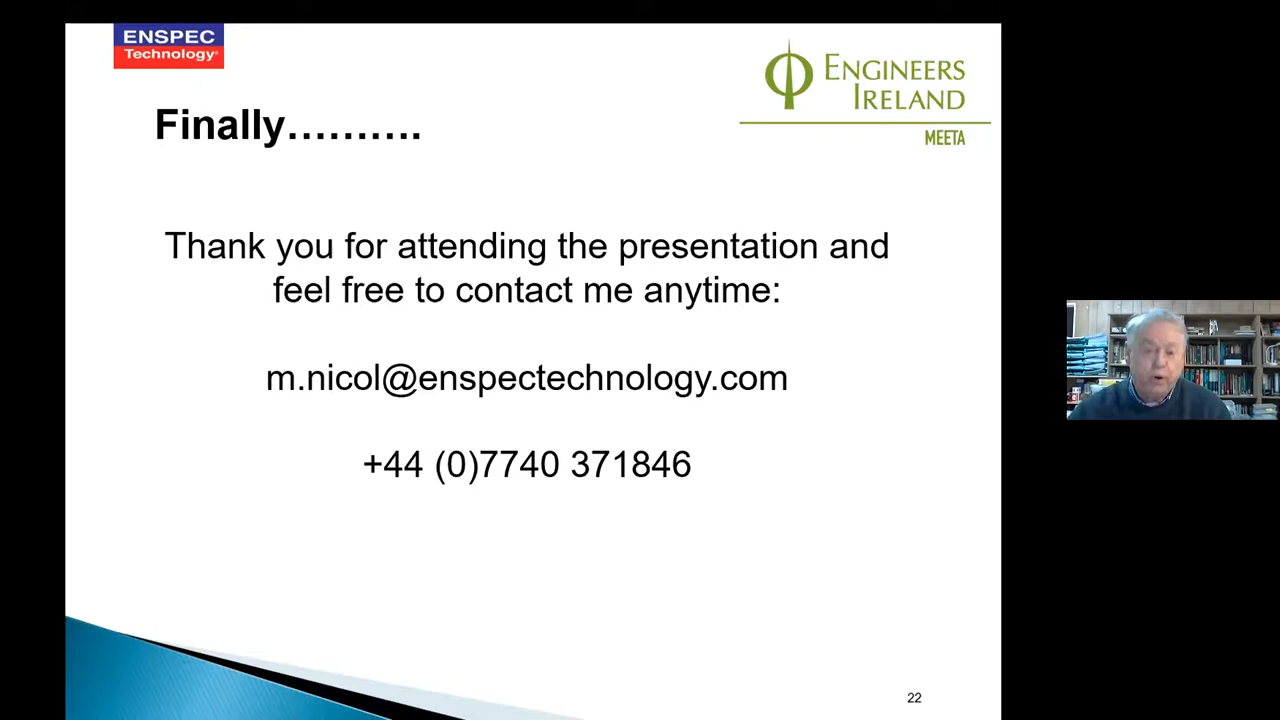 ENSPEC
Technology
ENGINEERS
IRELAND
MEETA
Finally……….
Thank you for attending the presentation and
feel free to contact me anytime:
m.nicol@enspectechnology.com
+44 (0)7740 371846
22